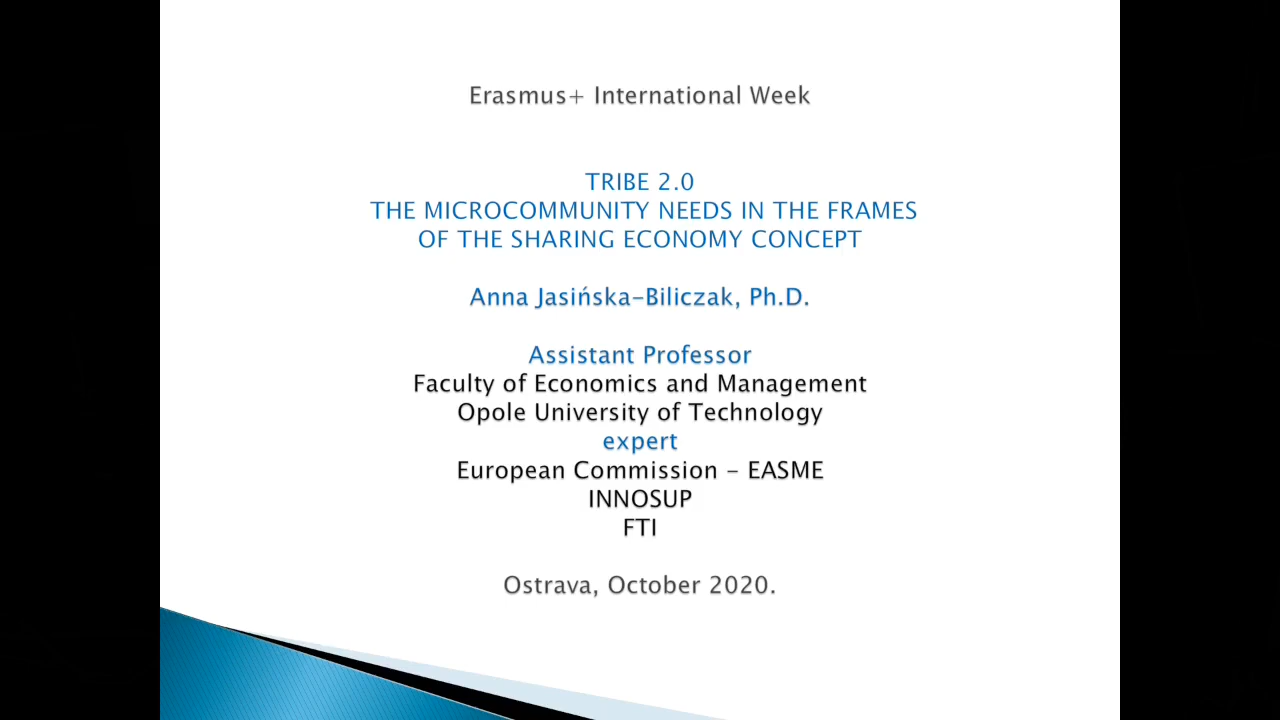 Erasmus+ International Week
TRIBE 2.0
THE MICROCOMMUNITY NEEDS IN THE FRAMES
OF THE SHARING ECONOMY CONCEPT
Anna Jasińska-Biliczak, Ph.D.
Assistant Professor
Faculty of Economics and Management
Opole University of Technology
expert
European Commission - EASME
INNOSUP
FTI
Ostrava, October 2020.